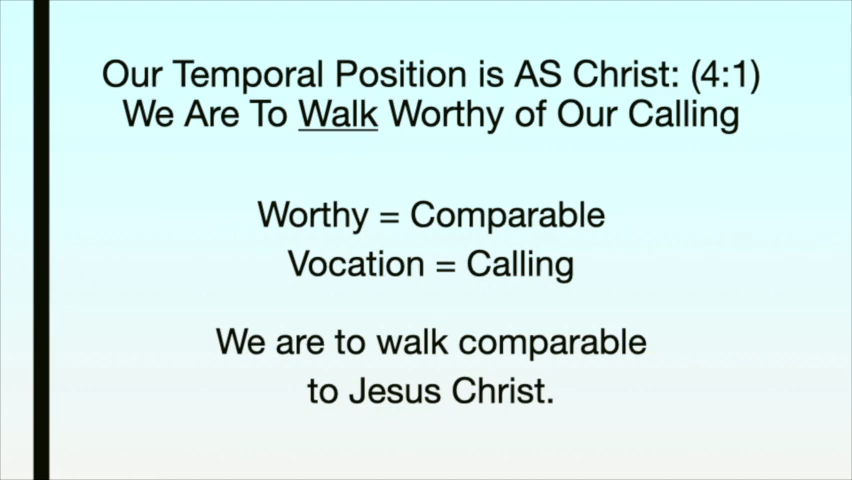 Our Temporal Position is AS Christ: (4:1)
We Are To Walk Worthy of Our Calling
Worthy = Comparable
Vocation = Calling
We are to walk comparable
to Jesus Christ.